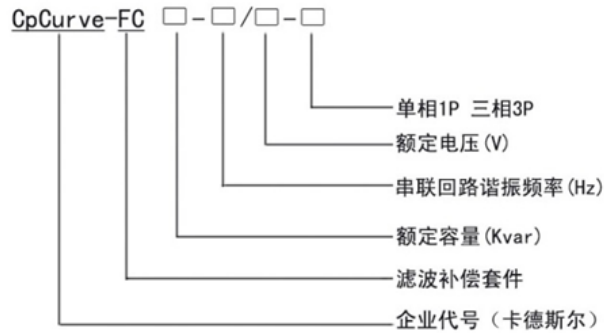 CpCurve-FC □-□/□-□
单相1P 三相3P
额定电压(V)
串联回路谐振频率(Hz)
额定容量(Kvar)
滤波补偿套件
企业代号（卡德斯尔）